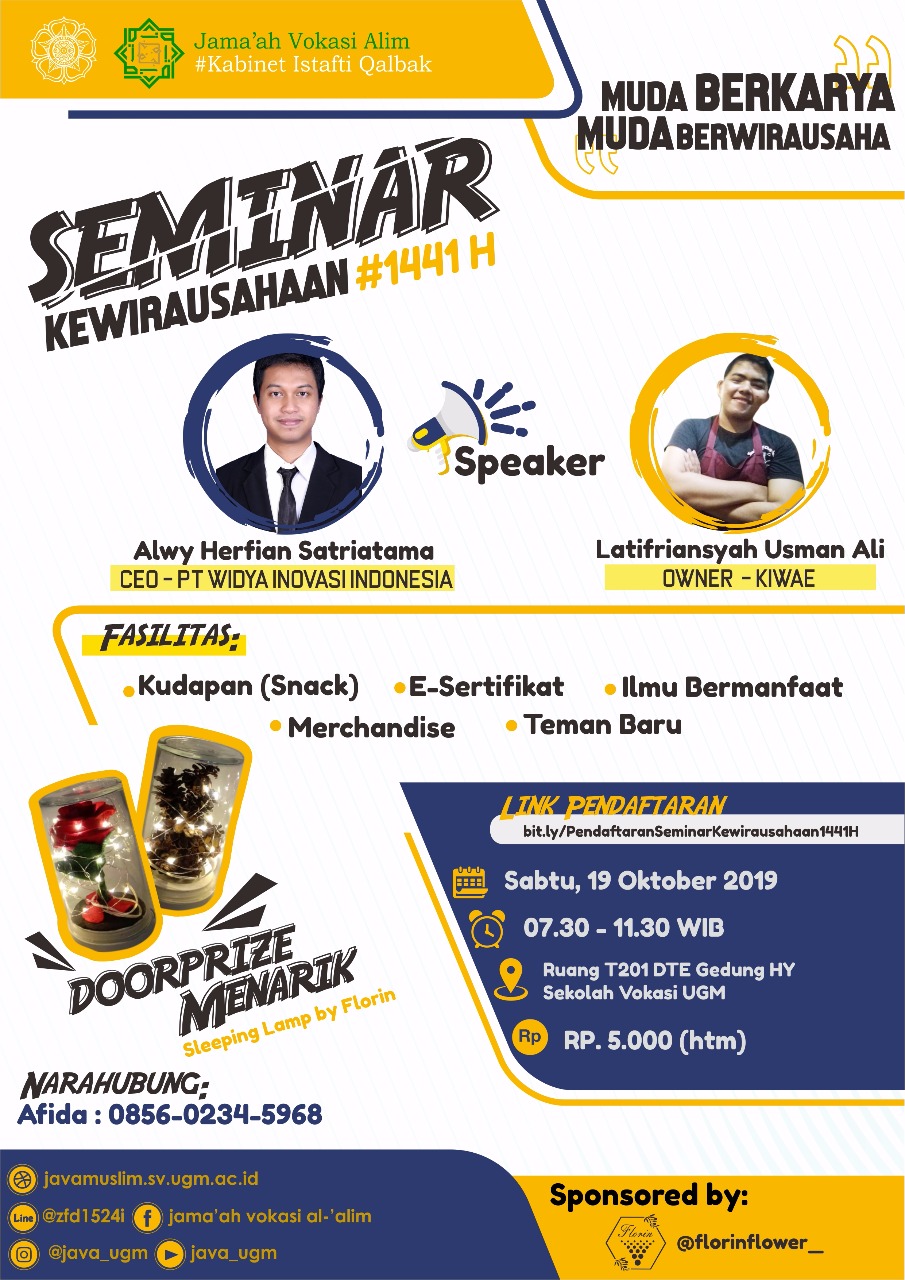 Jama'ah Vokasi Alim
#Kabinet Istafti Qalbak
MUDA BERKARYA
MUDA BERWIRAUSAHA
SEMINAR
KEWIRAUSAHAAN #1441 H
Speaker
Alwy Herfian Satriatama
CEO - PT WIDYA INOVASI INDONESIA
Latifriansyah Usman Ali
OWNER - KIWAE
FASILITAS:
Kudapan (Snack)
E-Sertifikat
Ilmu Bermanfaat
Merchandise
Teman Baru
LINK PENDAFTARAN
bit.ly/PendaftaranSeminarKewirausahaan1441H
Sabtu, 19 Oktober 2019
07.30 - 11.30 WIB
Ruang T201 DTE Gedung HY
Sekolah Vokasi UGM
Rp RP. 5.000 (htm)
DOORPRIZE
MENARIK
Sleeping Lamp by Florin
NARAHUBUNG:
Afida : 0856-0234-5968
javamuslim.sv.ugm.ac.id
Line @zfd1524i jama'ah vokasi al-'alim
@java_ugm java_ugm
Sponsored by:
Florin
@florinflower_